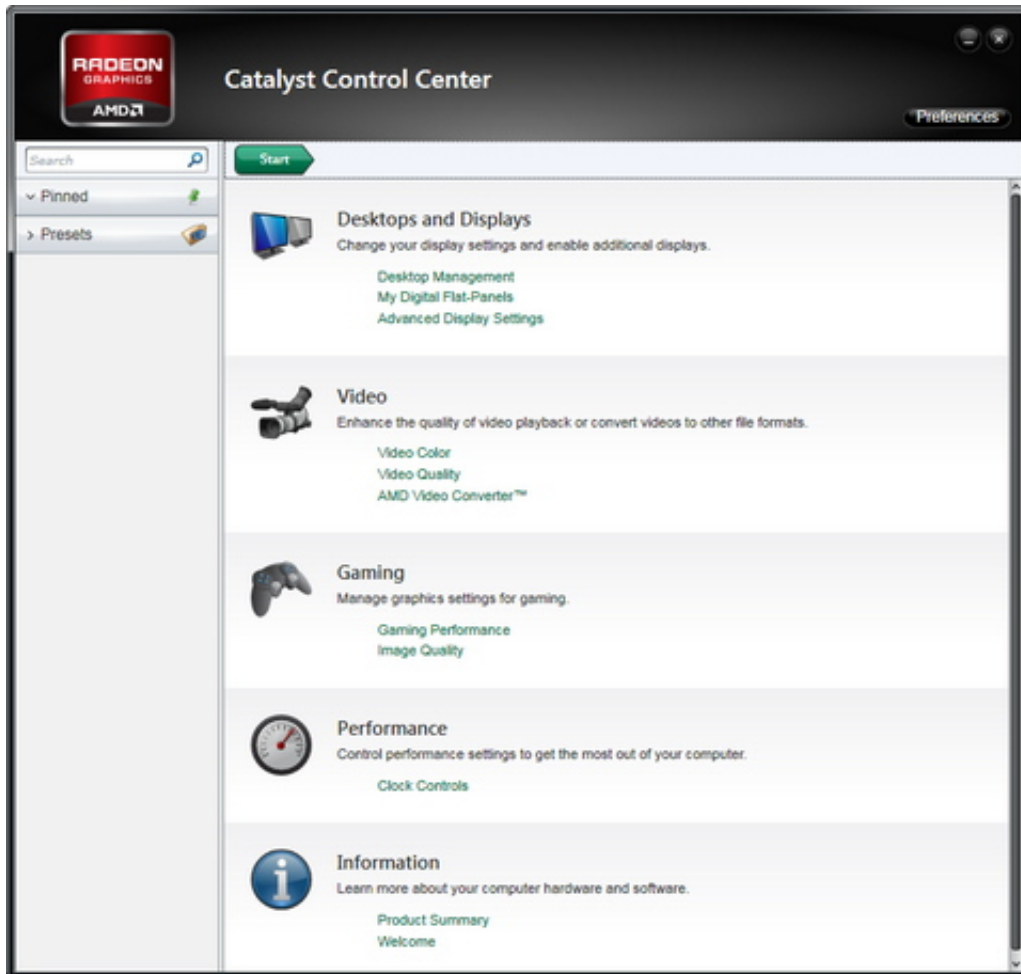 RADEON
GRAPHICS
AMD
Catalyst Control Center
Preferences
Search
Start
Pinned
Presets
Desktops and Displays
Change your display settings and enable additional displays.
Desktop Management
My Digital Flat-Panels
Advanced Display Settings
Video
Enhance the quality of video playback or convert videos to other file formats.
Video Color
Video Quality
AMD Video Converter™
Gaming
Manage graphics settings for gaming.
Gaming Performance
Image Quality
Performance
Control performance settings to get the most out of your computer.
Clock Controls
Information
Learn more about your computer hardware and software.
Product Summary
Welcome